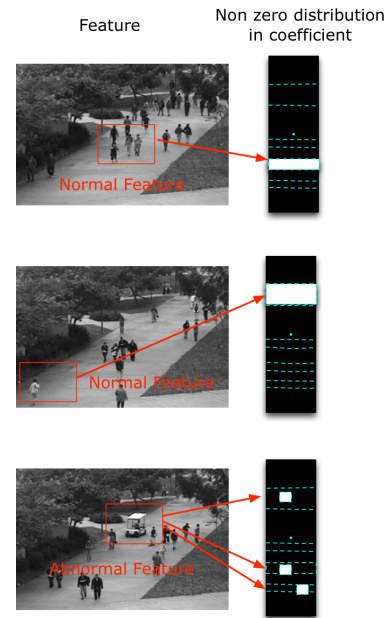 Feature
Non zero distribution
in coefficient
Normal Feature
Normal Feature
Abnormal Feature